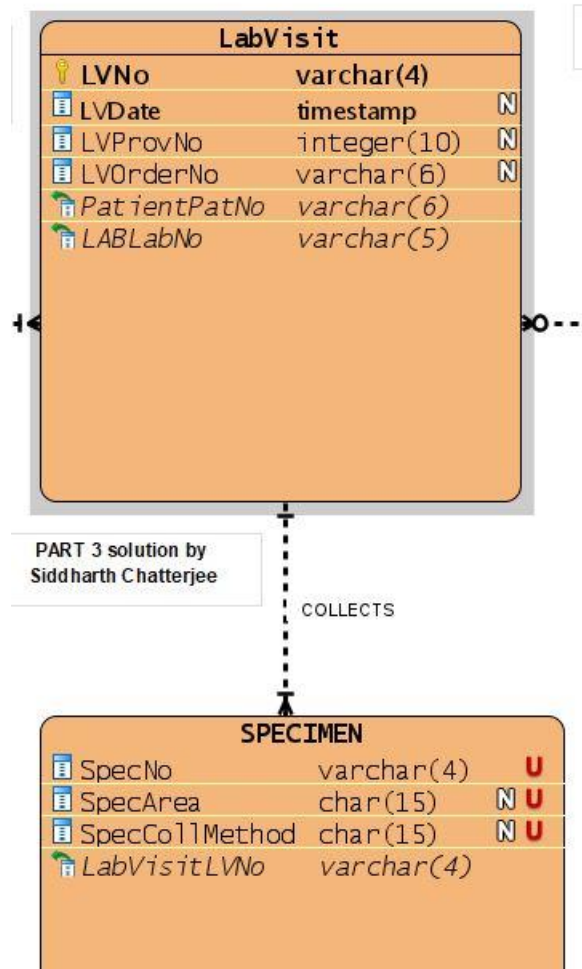 LabVisit
LVNo varchar(4)
LVDate timestamp N
LVProvNo integer(10) N
LVOrderNo varchar(6) N
PatientPatNo varchar(6)
LABLabNo varchar(5)
PART 3 solution by
Siddharth Chatterjee
COLLECTS
SPECIMEN
SpecNo varchar(4) U
SpecArea char(15) N U
SpecCollMethod char(15) N U
LabVisitLVNo varchar(4)